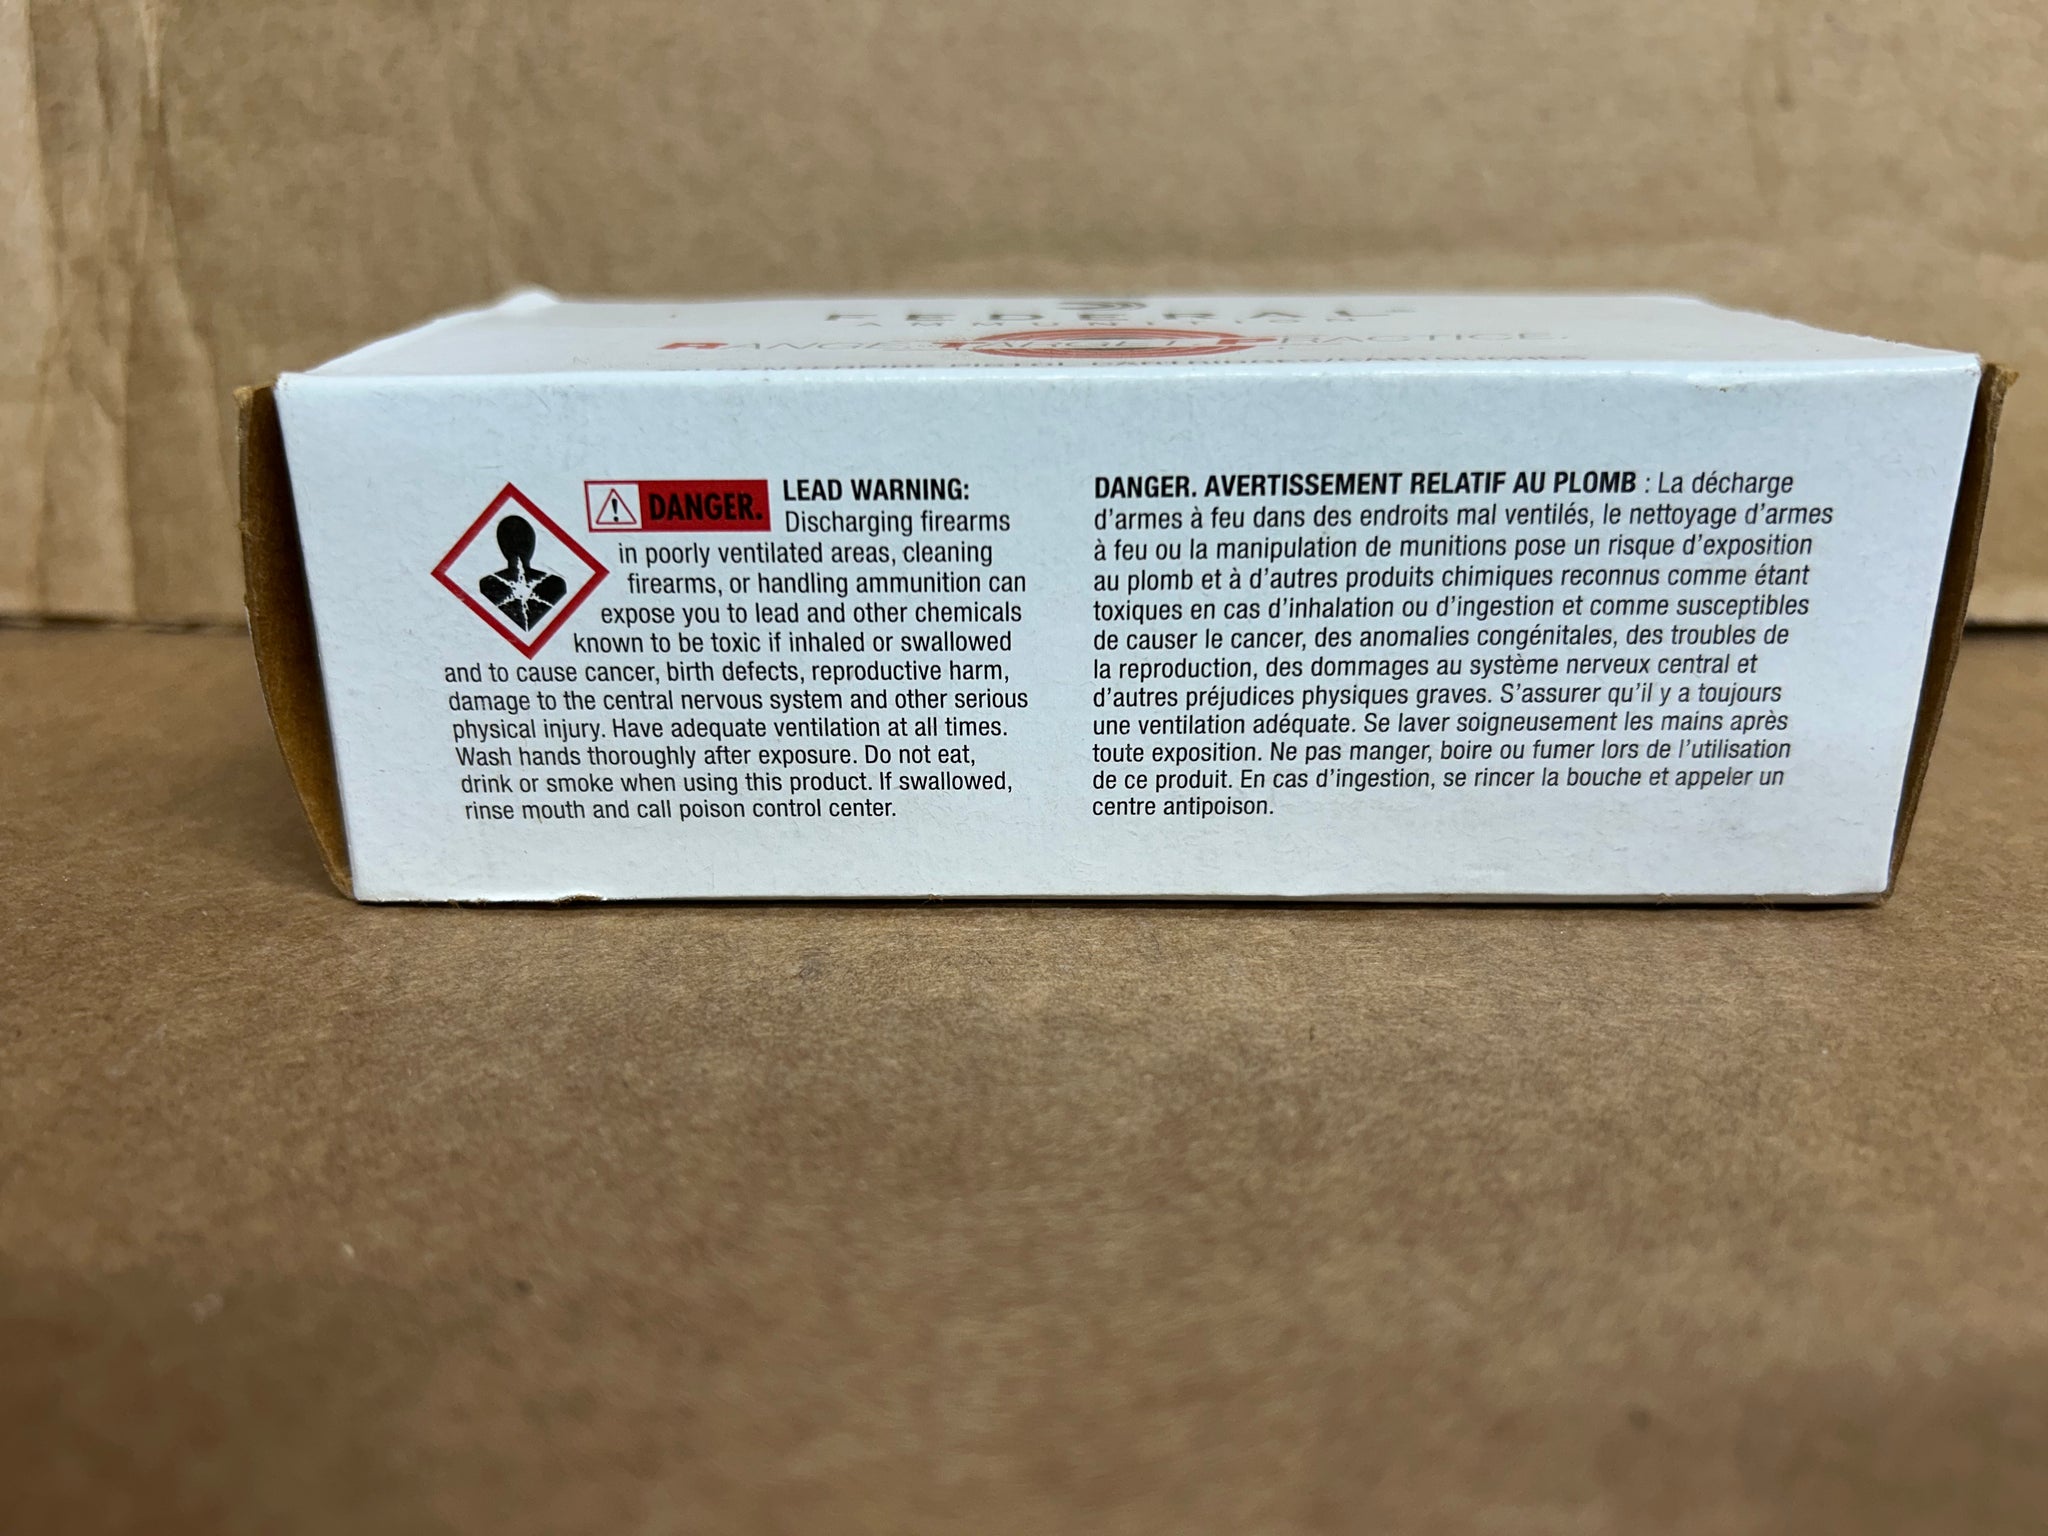 FEDERAL®
AMMUNITION
RANGE. TARGET. PRACTICE.
CENTERFIRE PISTOL CARTRIDGES/CARTOUCHES
DANGER. LEAD WARNING:
Discharging firearms
in poorly ventilated areas, cleaning
firearms, or handling ammunition can
expose you to lead and other chemicals
known to be toxic if inhaled or swallowed
and to cause cancer, birth defects, reproductive harm,
damage to the central nervous system and other serious
physical injury. Have adequate ventilation at all times.
Wash hands thoroughly after exposure. Do not eat,
drink or smoke when using this product. If swallowed,
rinse mouth and call poison control center.
DANGER. AVERTISSEMENT RELATIF AU PLOMB : La décharge
d'armes à feu dans des endroits mal ventilés, le nettoyage d'armes
à feu ou la manipulation de munitions pose un risque d'exposition
au plomb et à d'autres produits chimiques reconnus comme étant
toxiques en cas d'inhalation ou d'ingestion et comme susceptibles
de causer le cancer, des anomalies congénitales, des troubles de
la reproduction, des dommages au système nerveux central et
d'autres préjudices physiques graves. S'assurer qu'il y a toujours
une ventilation adéquate. Se laver soigneusement les mains après
toute exposition. Ne pas manger, boire ou fumer lors de l'utilisation
de ce produit. En cas d'ingestion, se rincer la bouche et appeler un
centre antipoison.